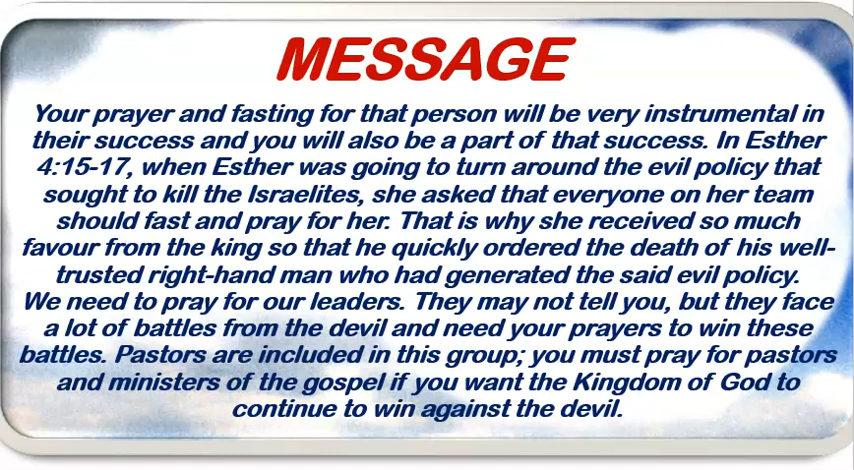 MESSAGE
Your prayer and fasting for that person will be very instrumental in
their success and you will also be a part of that success. In Esther
4:15-17, when Esther was going to turn around the evil policy that
sought to kill the Israelites, she asked that everyone on her team
should fast and pray for her. That is why she received so much
favour from the king so that he quickly ordered the death of his well-
trusted right-hand man who had generated the said evil policy.
We need to pray for our leaders. They may not tell you, but they face
a lot of battles from the devil and need your prayers to win these
battles. Pastors are included in this group; you must pray for pastors
and ministers of the gospel if you want the Kingdom of God to
continue to win against the devil.